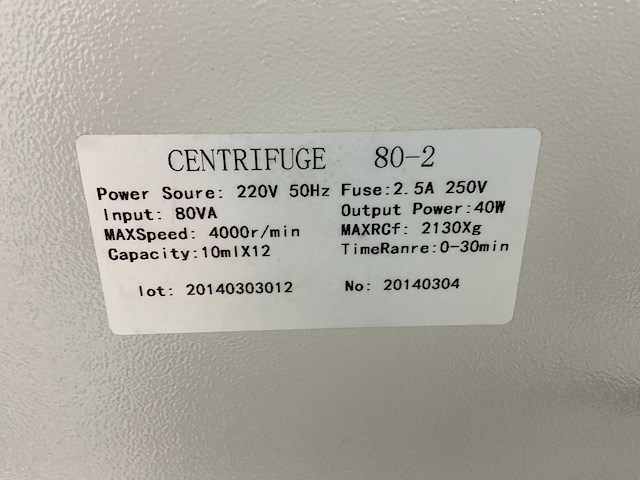 CENTRIFUGE 80-2
Power Soure: 220V 50Hz Fuse:2.5A 250V
Input: 80VA Output Power:40W
MAXSpeed: 4000r/min MAXRCf: 2130Xg
Capacity:10mlX12 TimeRanre:0-30min
lot: 20140303012 No: 20140304